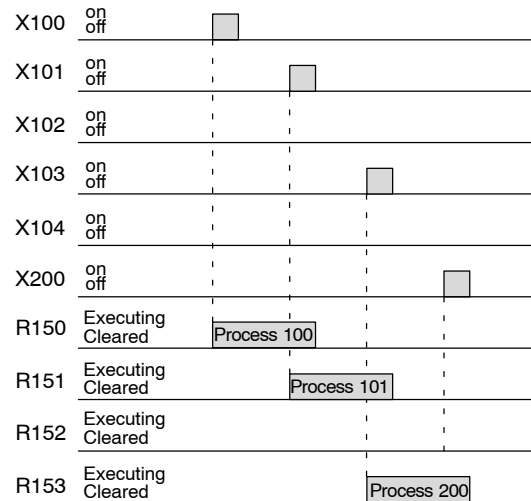 X100 on
off
X101 on
off
X102 on
off
X103 on
off
X104 on
off
X200 on
off
R150 Executing
Cleared
Process 100
R151 Executing
Cleared
Process 101
R152 Executing
Cleared
R153 Executing
Cleared
Process 200